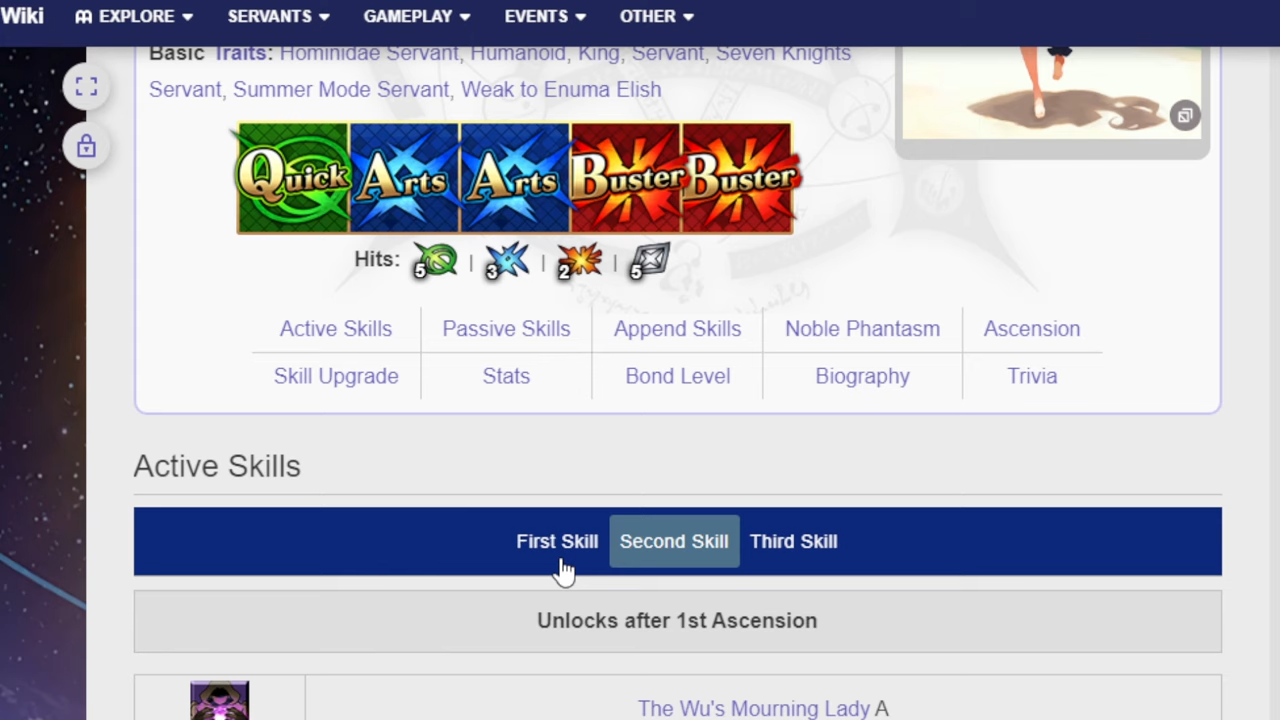 Wiki EXPLORE SERVANTS GAMEPLAY EVENTS OTHER
Basic Traits: Hominidae Servant, Humanoid, King, Servant, Seven Knights
Servant, Summer Mode Servant, Weak to Enuma Elish
Quick Arts Arts Buster Buster
Hits: 5 | 3 | 2 | 5
Active Skills Passive Skills Append Skills Noble Phantasm Ascension
Skill Upgrade Stats Bond Level Biography Trivia
Active Skills
First Skill Second Skill Third Skill
Unlocks after 1st Ascension
The Wu's Mourning Lady A